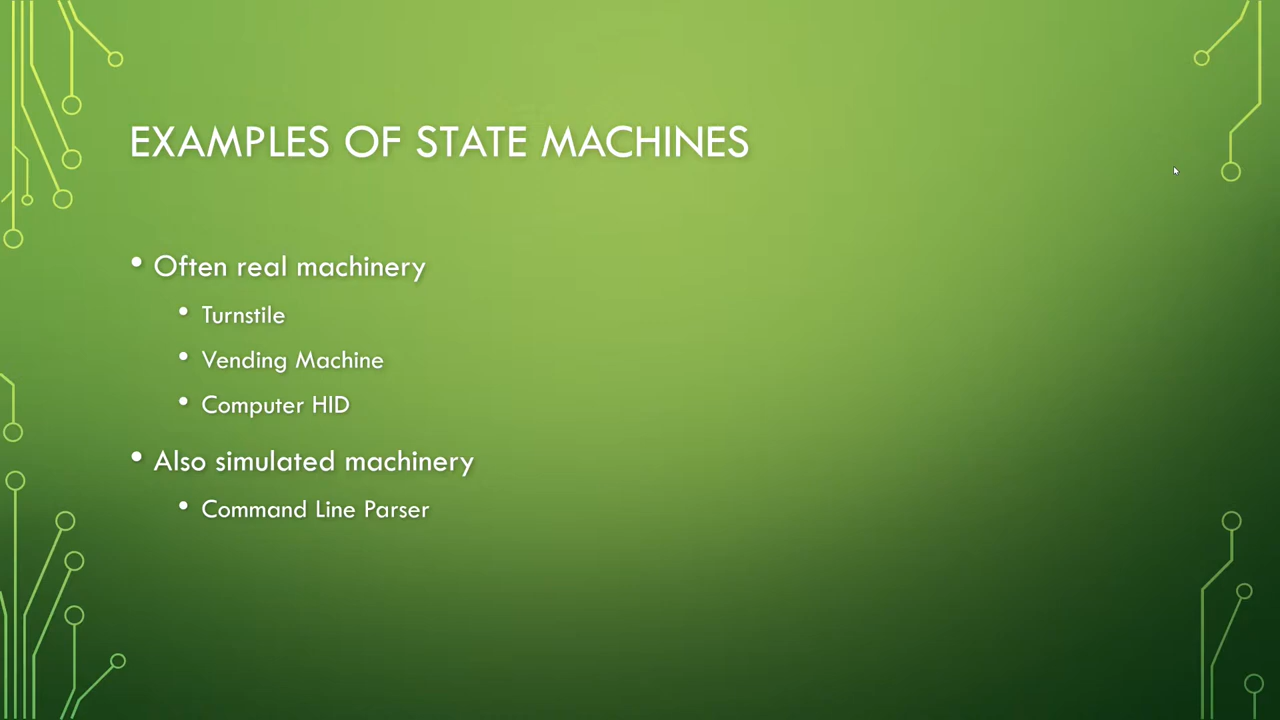 EXAMPLES OF STATE MACHINES
• Often real machinery
• Turnstile
• Vending Machine
• Computer HID
• Also simulated machinery
• Command Line Parser